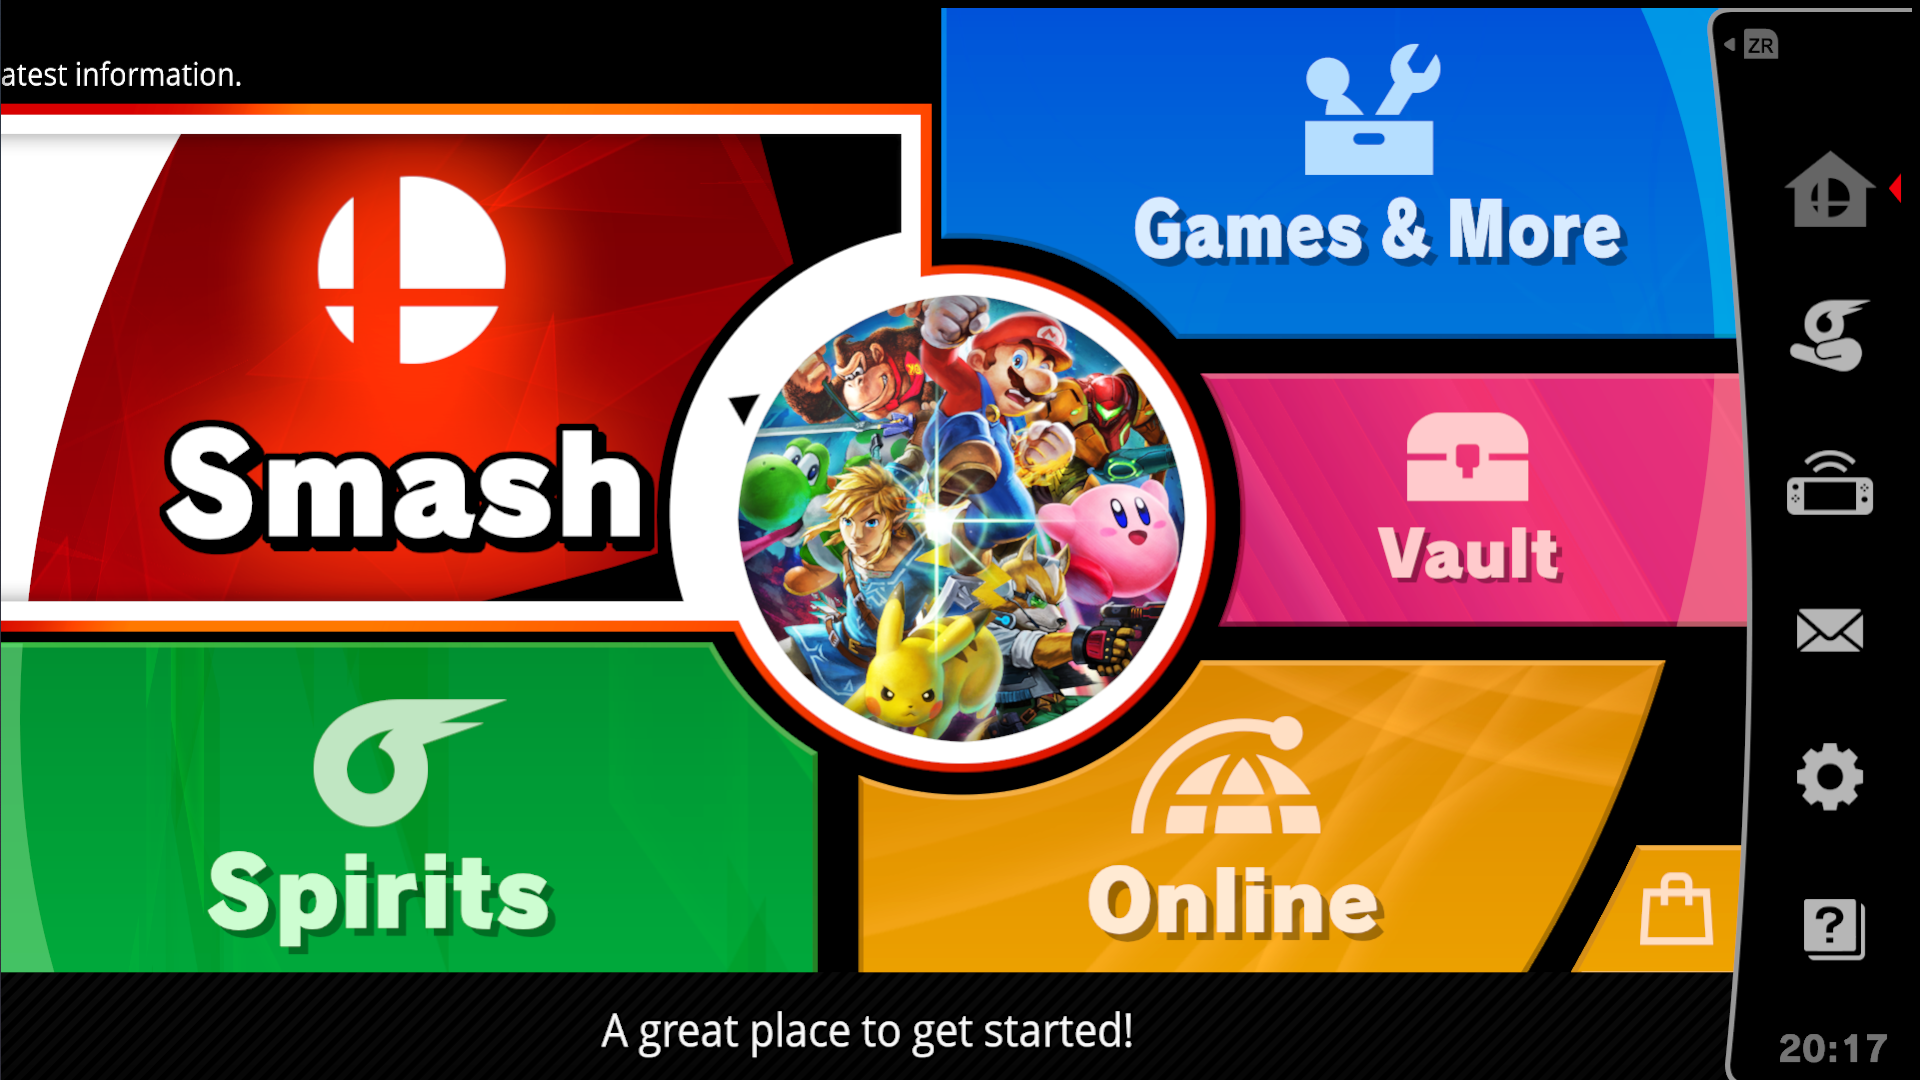 atest information.
ZR
Games & More
Smash
Vault
Spirits
Online
?
A great place to get started!
20:17